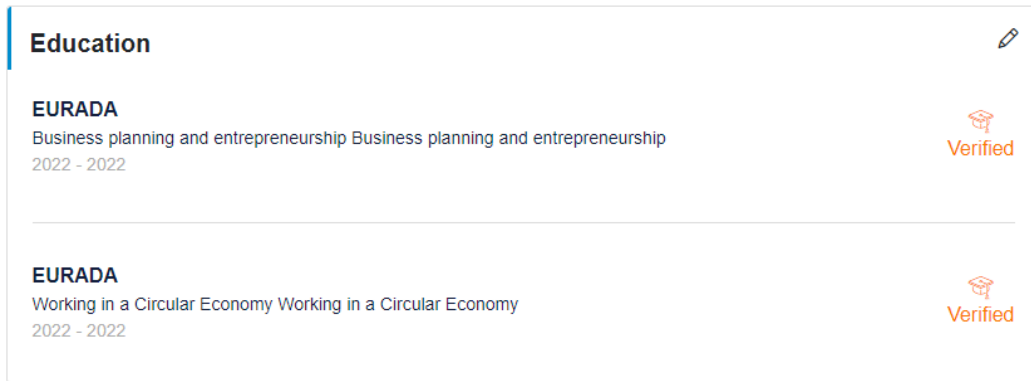 Education
EURADA
Business planning and entrepreneurship Business planning and entrepreneurship
2022 - 2022
Verified
EURADA
Working in a Circular Economy Working in a Circular Economy
2022 - 2022
Verified